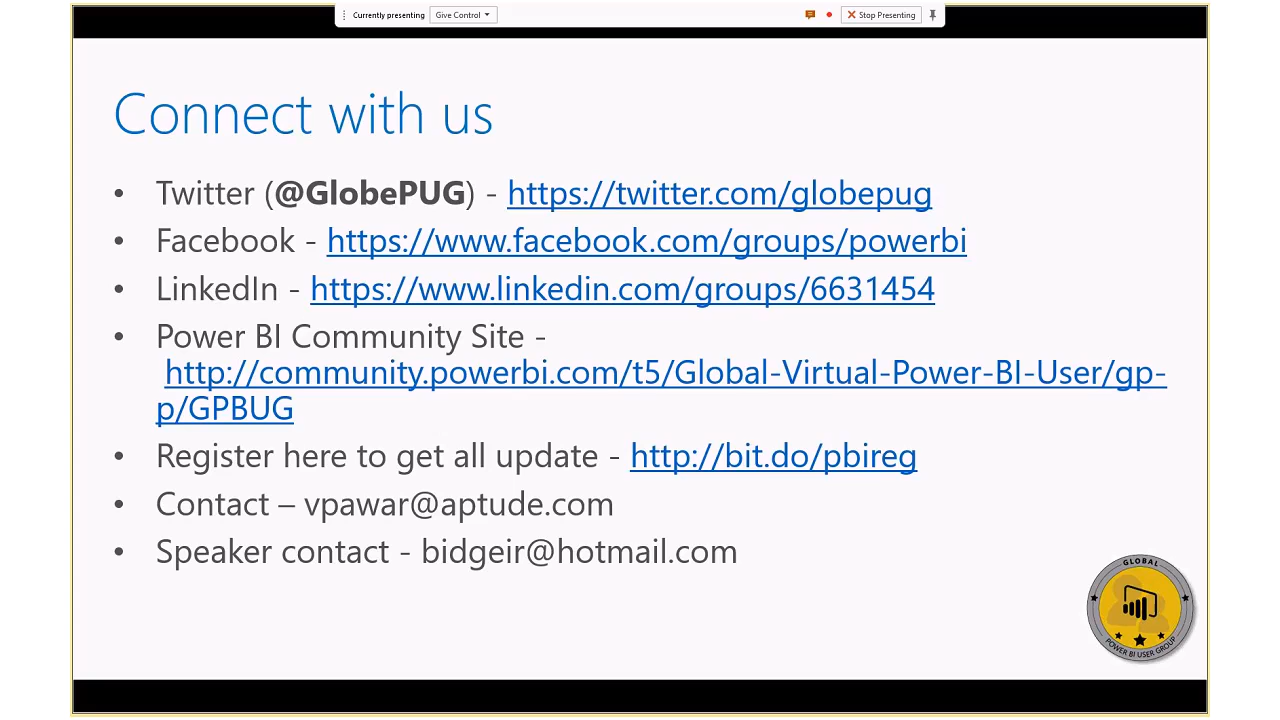 Currently presenting Give Control Stop Presenting
Connect with us
• Twitter (@GlobePUG) - https://twitter.com/globepug
• Facebook - https://www.facebook.com/groups/powerbi
• LinkedIn - https://www.linkedin.com/groups/6631454
• Power BI Community Site -
http://community.powerbi.com/t5/Global-Virtual-Power-BI-User/gp-
p/GPBUG
• Register here to get all update - http://bit.do/pbireg
• Contact – vpawar@aptude.com
• Speaker contact - bidgeir@hotmail.com
GLOBAL
POWER BI USER GROUP